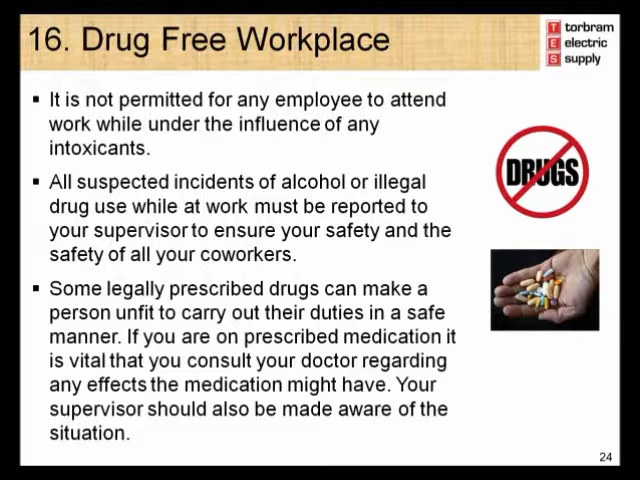 16. Drug Free Workplace
T torbram
E electric
S supply
▪ It is not permitted for any employee to attend
work while under the influence of any
intoxicants.
▪ All suspected incidents of alcohol or illegal
drug use while at work must be reported to
your supervisor to ensure your safety and the
safety of all your coworkers.
▪ Some legally prescribed drugs can make a
person unfit to carry out their duties in a safe
manner. If you are on prescribed medication it
is vital that you consult your doctor regarding
any effects the medication might have. Your
supervisor should also be made aware of the
situation.
DRUGS
24